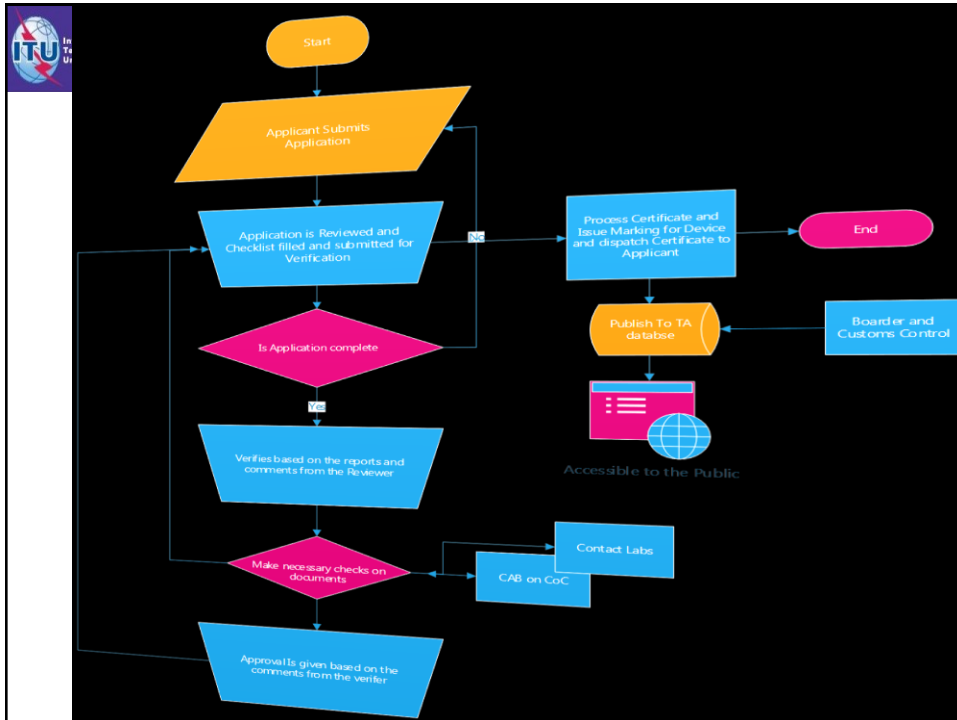 ITU
In
Te
Un
Start
Applicant Submits
Application
Application is Reviewed and
Checklist filled and submitted for
Verification
No
Process Certificate and
Issue Marking for Device
and dispatch Certificate to
Applicant
End
Publish To TA
databse
Boarder and
Customs Control
Is Application complete
Yes
Accessible to the Public
Verifies based on the reports and
comments from the Reviewer
Contact Labs
CAB on CoC
Make necessary checks on
documents
Approval Is given based on the
comments from the verifer